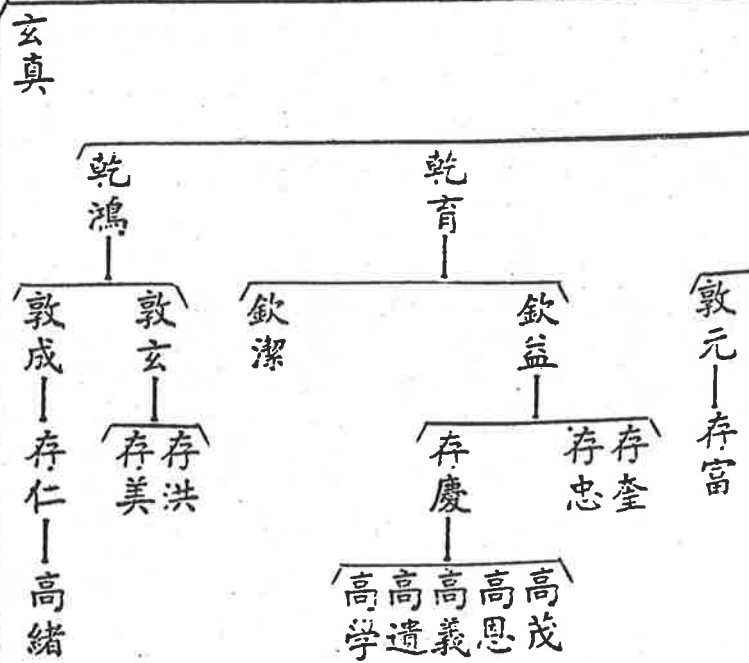 玄真
乾育
乾鴻
敦元
欽益
欽潔
敦玄
敦成
存富
存奎
存忠
存慶
存洪
存美
存仁
高茂
高恩
高義
高遺
高學
高緒